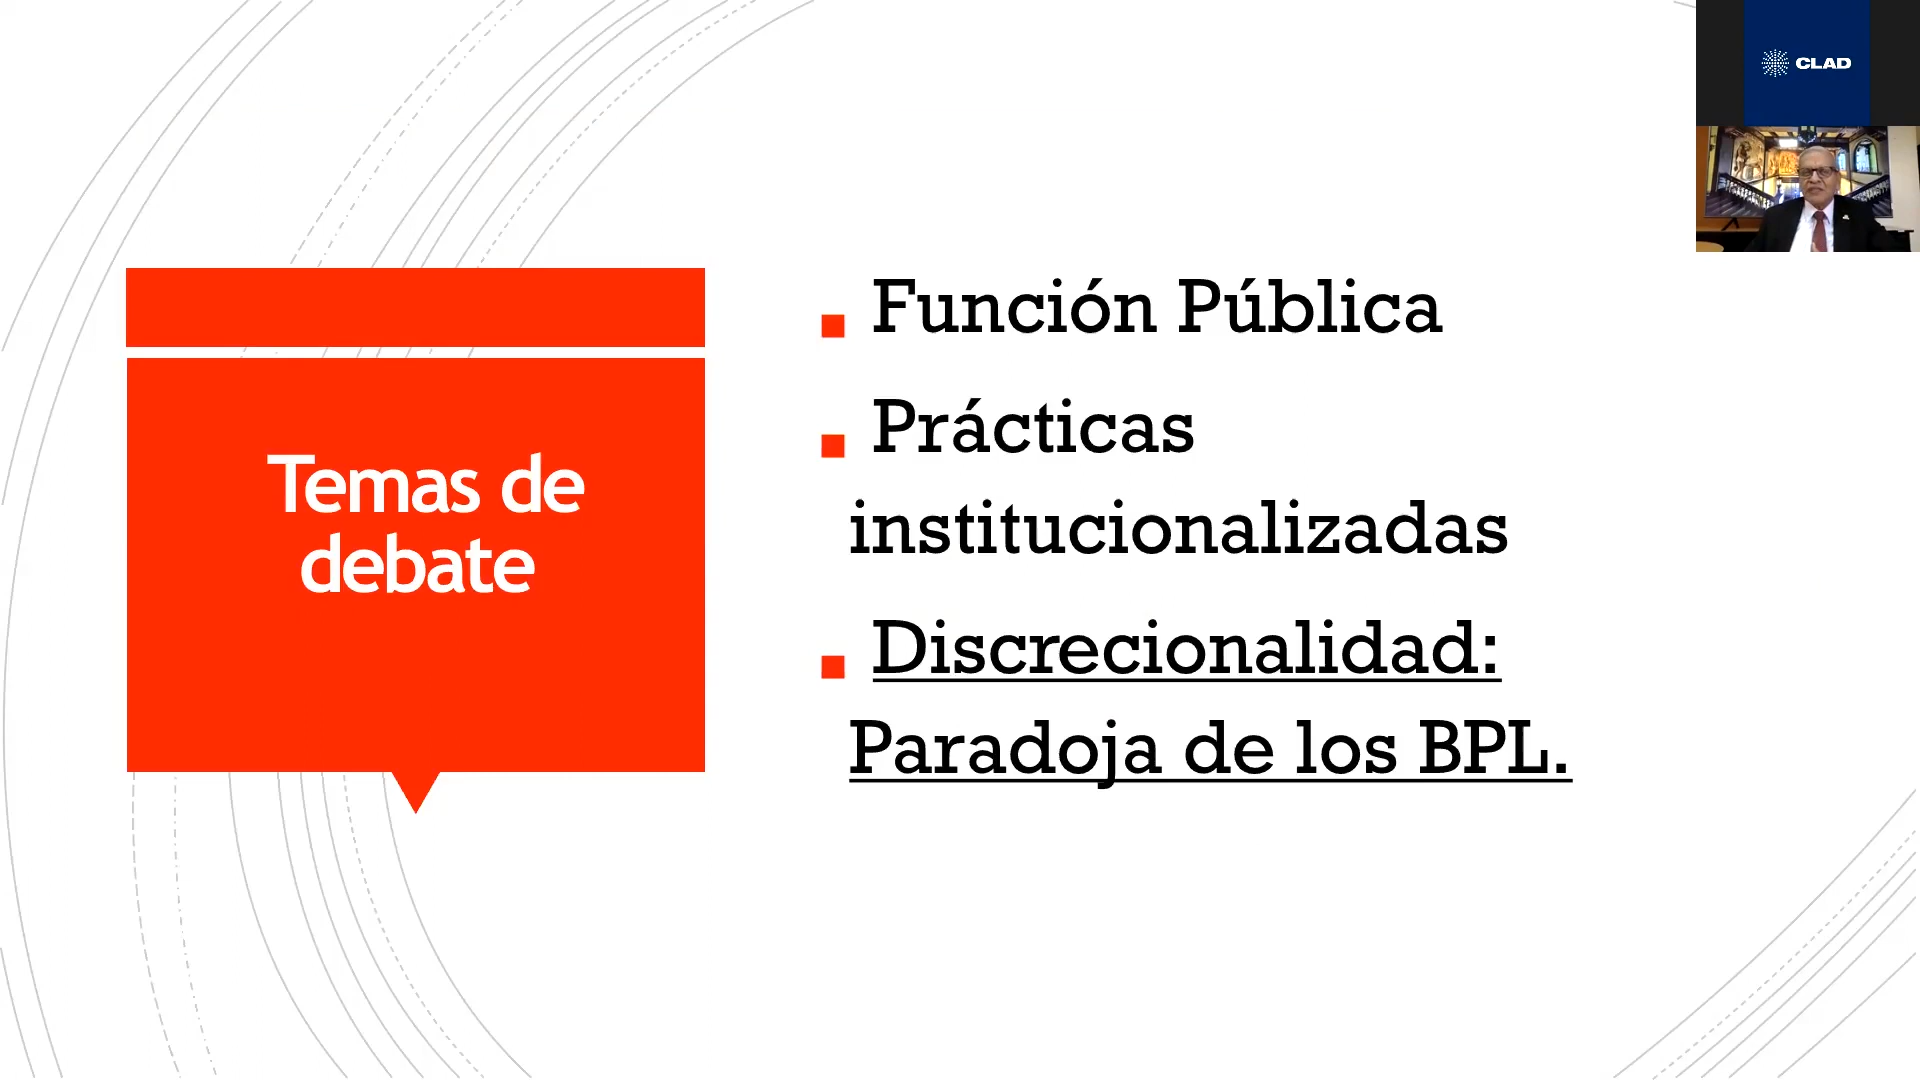 CLAD
Temas de
debate
Función Pública
Prácticas
institucionalizadas
Discrecionalidad:
Paradoja de los BPL.